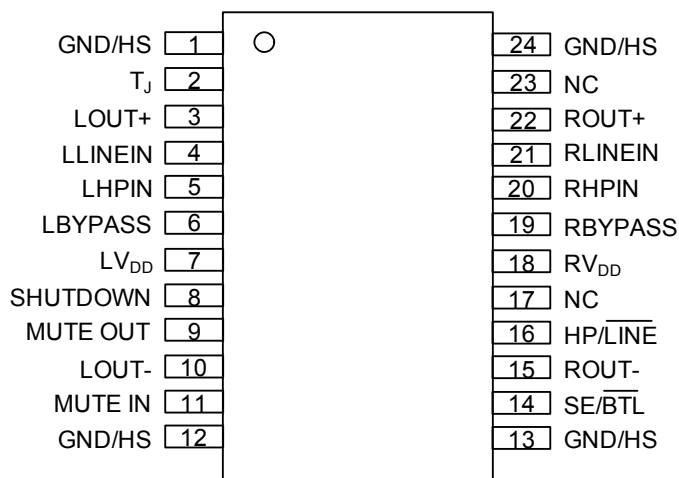 GND/HS 1 24 GND/HS
TJ 2 23 NC
LOUT+ 3 22 ROUT+
LLINEIN 4 21 RLINEIN
LHPIN 5 20 RHPIN
LBYPASS 6 19 RBYPASS
LVDD 7 18 RVDD
SHUTDOWN 8 17 NC
MUTE OUT 9 16 HP/LINE
LOUT- 10 15 ROUT-
MUTE IN 11 14 SE/BTL
GND/HS 12 13 GND/HS